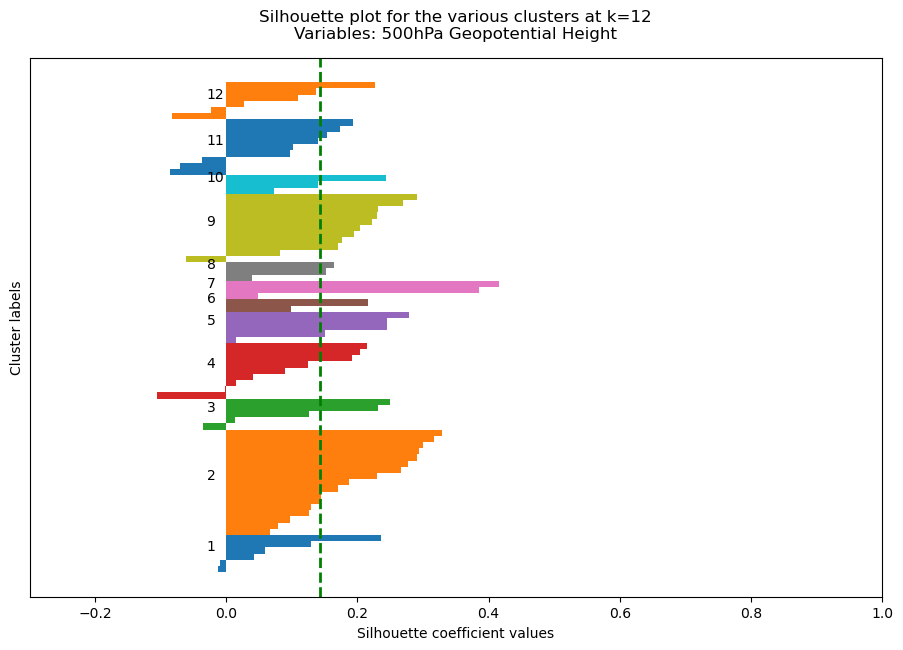 Silhouette plot for the various clusters at k=12
Variables: 500hPa Geopotential Height
Cluster labels
12
11
10
9
8
7
6
5
4
3
2
1
−0.2 0.0 0.2 0.4 0.6 0.8 1.0
Silhouette coefficient values